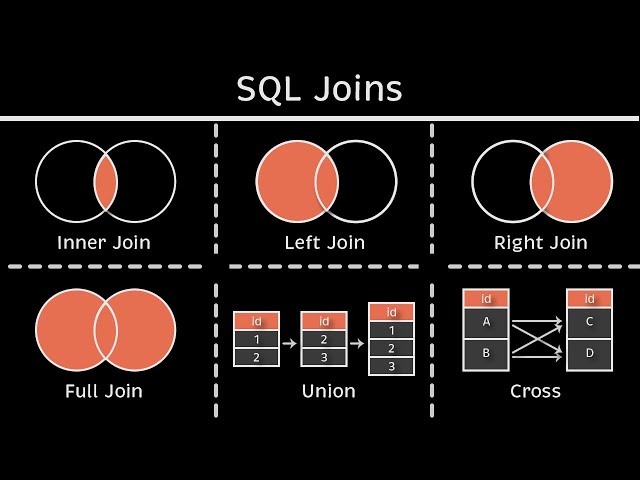 SQL Joins
Inner Join
Left Join
Right Join
Full Join
id
1
2
id
2
3
id
1
2
3
Union
id
A
B
id
C
D
Cross